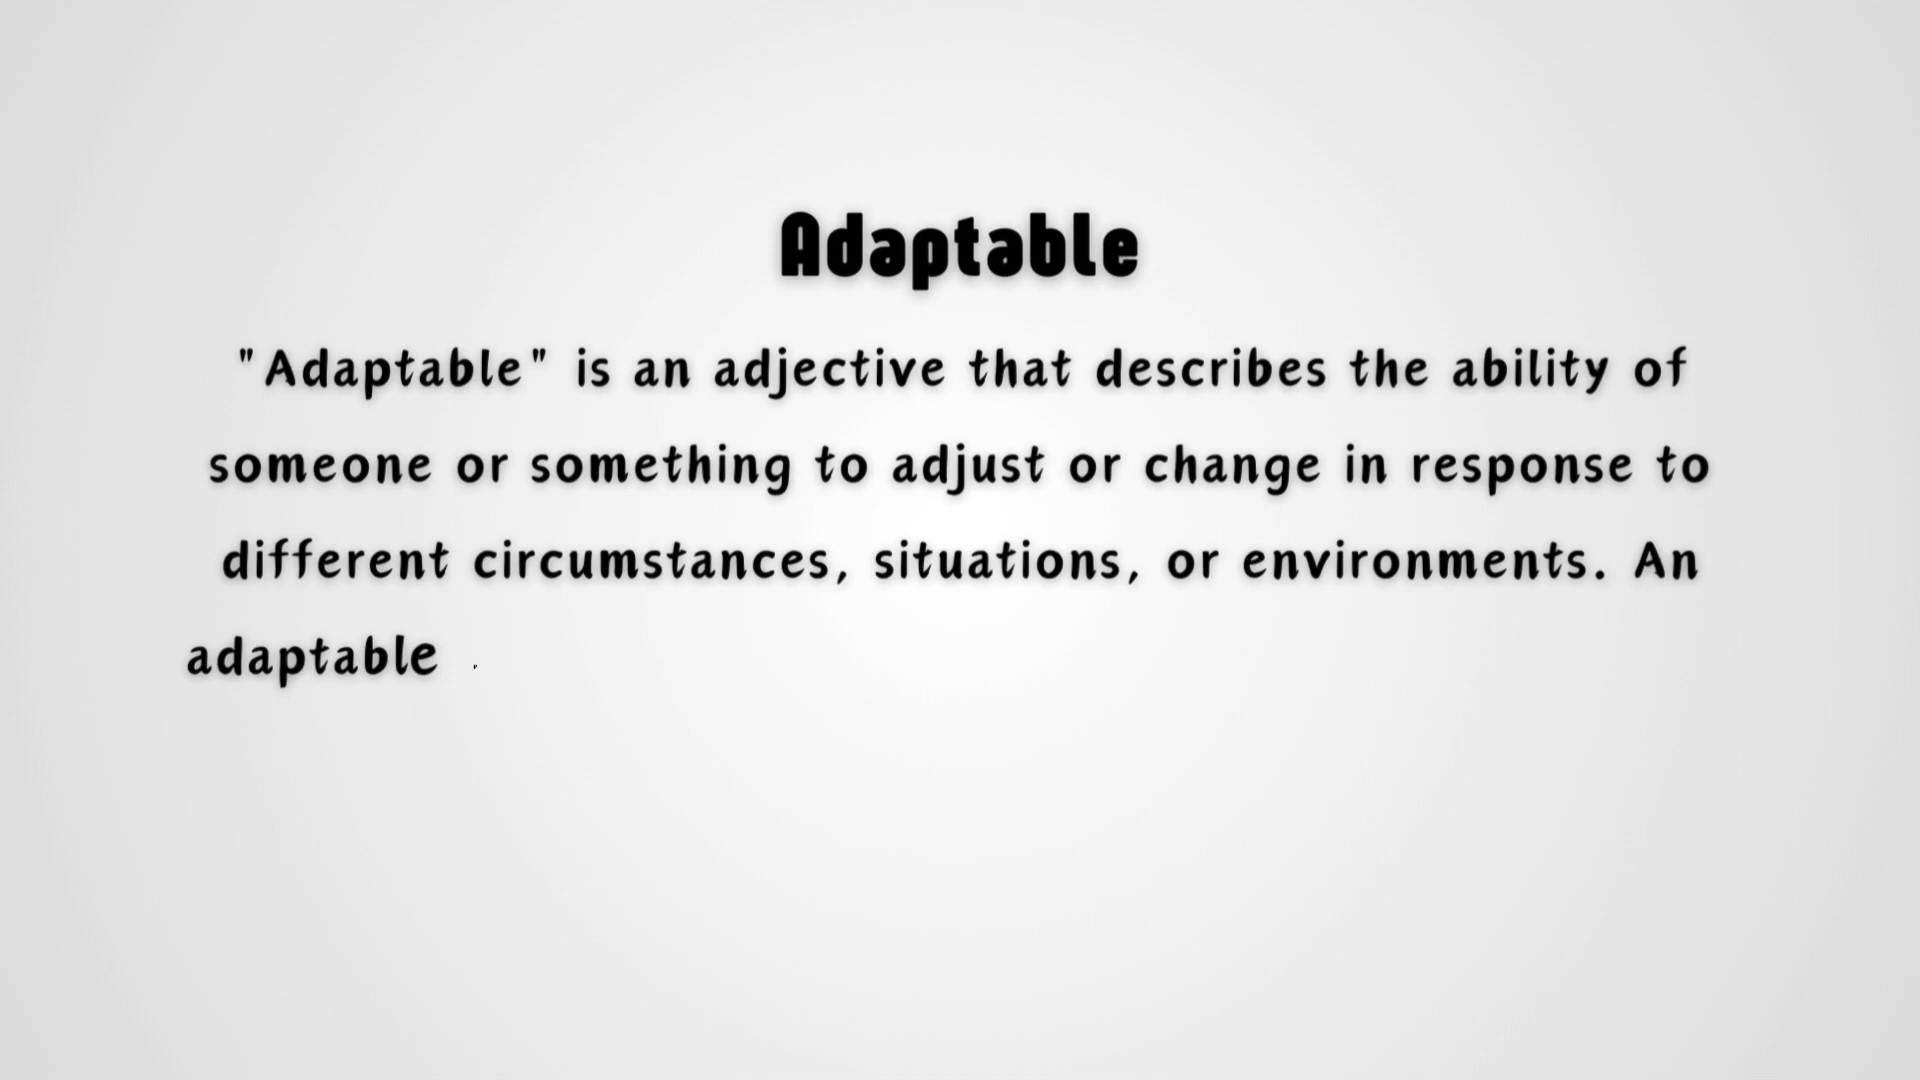 Adaptable
"Adaptable" is an adjective that describes the ability of
someone or something to adjust or change in response to
different circumstances, situations, or environments. An
adaptable